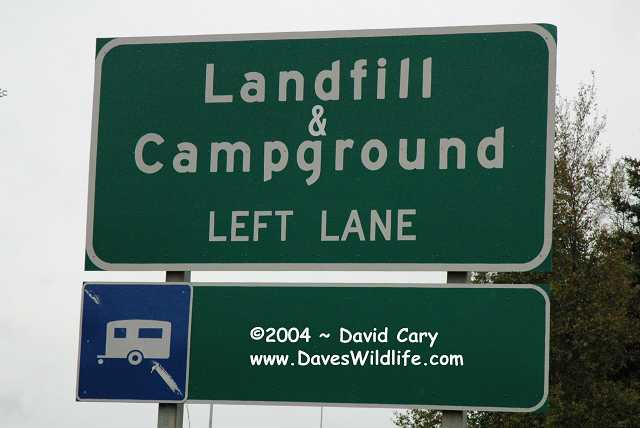 Landfill
&
Campground
LEFT LANE
©2004 ~ David Cary
www.DavesWildlife.com